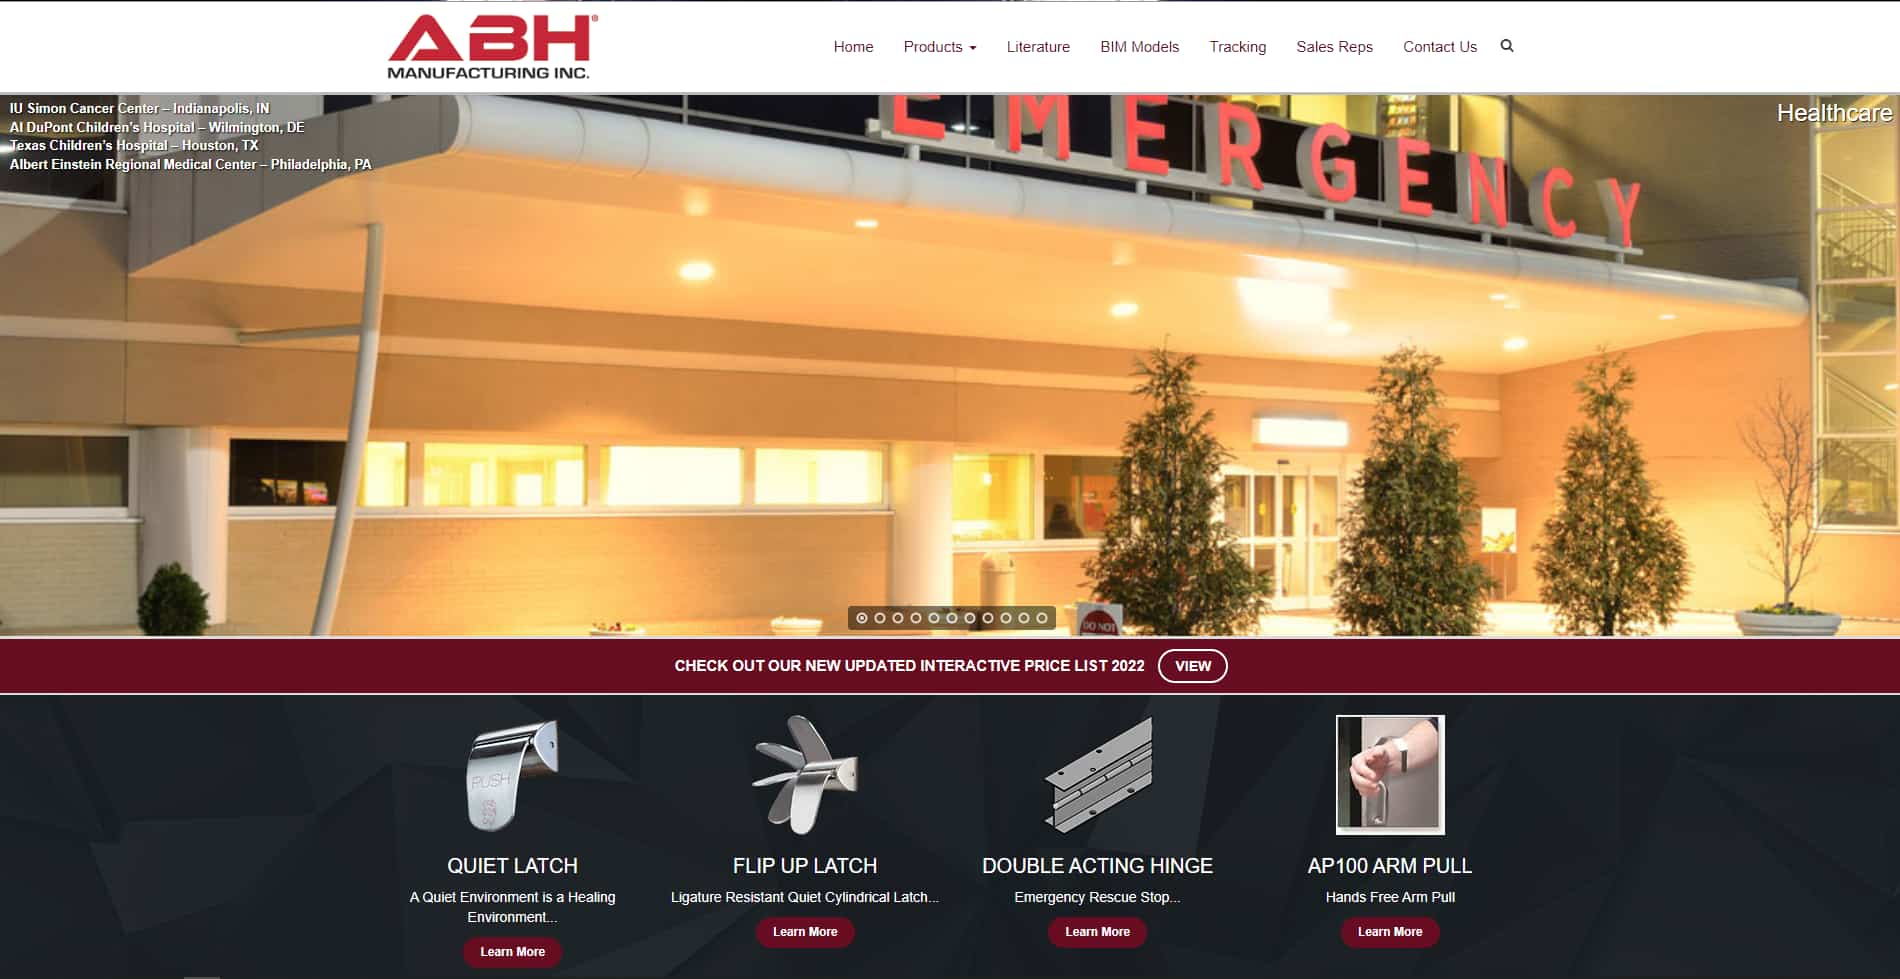 ABH®
MANUFACTURING INC.
Home Products Literature BIM Models Tracking Sales Reps Contact Us
IU Simon Cancer Center – Indianapolis, IN
AI DuPont Children's Hospital – Wilmington, DE
Texas Children's Hospital – Houston, TX
Albert Einstein Regional Medical Center – Philadelphia, PA
Healthcare
EMERGENCY
DO NOT
CHECK OUT OUR NEW UPDATED INTERACTIVE PRICE LIST 2022 VIEW
PUSH
QUIET LATCH
A Quiet Environment is a Healing
Environment...
Learn More
FLIP UP LATCH
Ligature Resistant Quiet Cylindrical Latch...
Learn More
DOUBLE ACTING HINGE
Emergency Rescue Stop...
Learn More
AP100 ARM PULL
Hands Free Arm Pull
Learn More